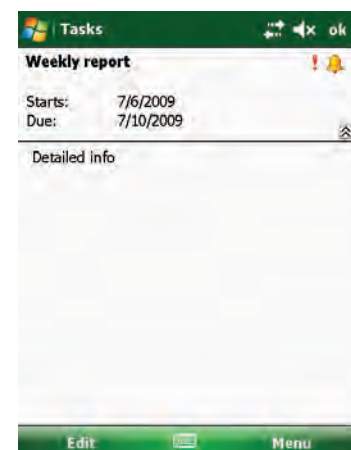 Tasks ok
Weekly report
Starts: 7/6/2009
Due: 7/10/2009
Detailed info
Edit Menu